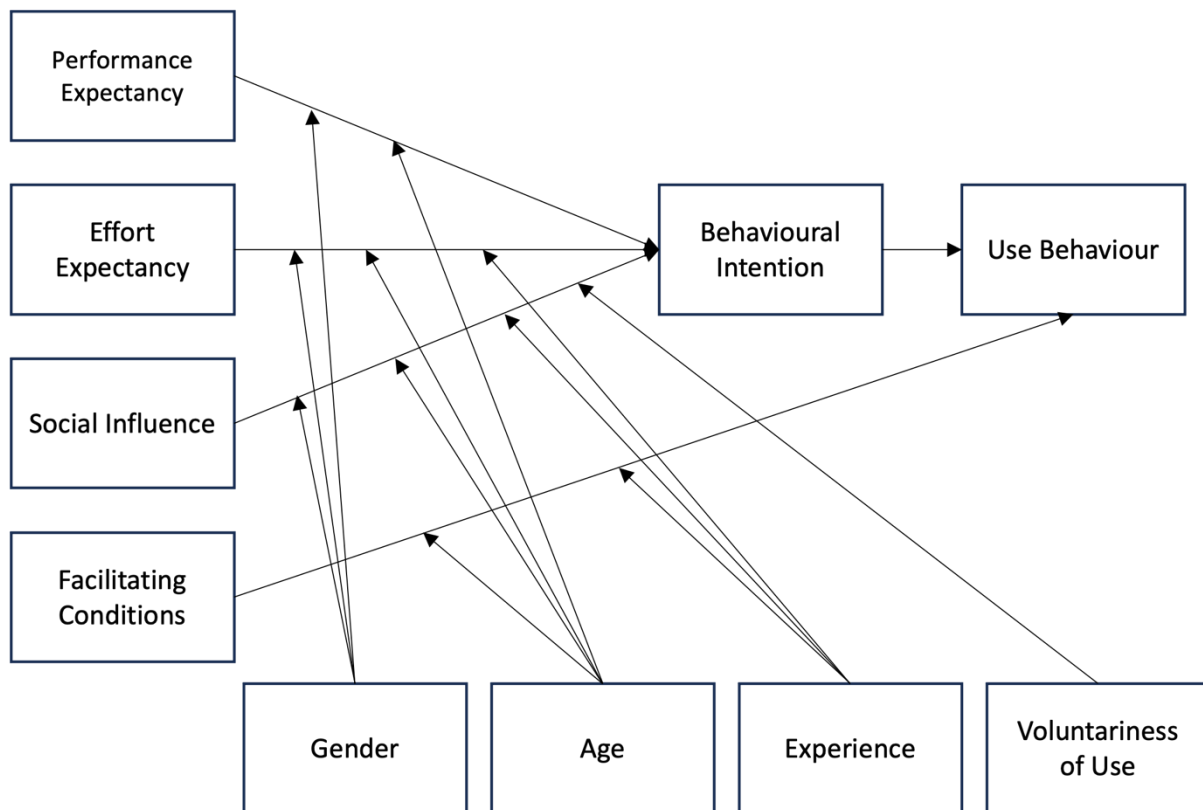 Performance
Expectancy
Effort
Expectancy
Behavioural
Intention
Use Behaviour
Social Influence
Facilitating
Conditions
Gender
Age
Experience
Voluntariness
of Use